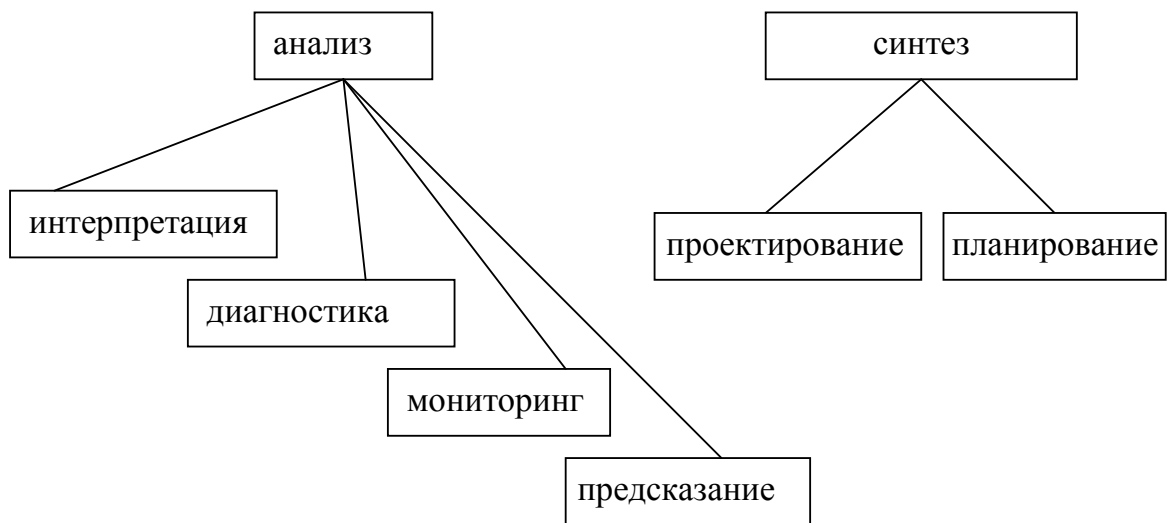 анализ
синтез
интерпретация
проектирование
планирование
диагностика
мониторинг
предсказание